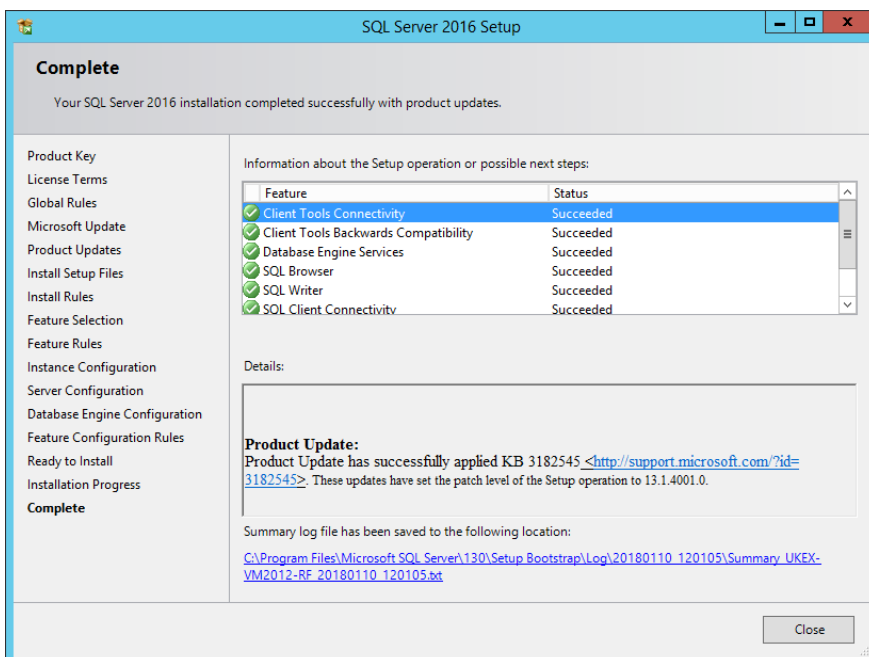 SQL Server 2016 Setup
Complete
Your SQL Server 2016 installation completed successfully with product updates.
Product Key
License Terms
Global Rules
Microsoft Update
Product Updates
Install Setup Files
Install Rules
Feature Selection
Feature Rules
Instance Configuration
Server Configuration
Database Engine Configuration
Feature Configuration Rules
Ready to Install
Installation Progress
Complete
Information about the Setup operation or possible next steps:
Feature Status
Client Tools Connectivity Succeeded
Client Tools Backwards Compatibility Succeeded
Database Engine Services Succeeded
SQL Browser Succeeded
SQL Writer Succeeded
SQL Client Connectivity Succeeded
Details:
Product Update:
Product Update has successfully applied KB 3182545 <http://support.microsoft.com/?id=
3182545>. These updates have set the patch level of the Setup operation to 13.1.4001.0.
Summary log file has been saved to the following location:
C:\Program Files\Microsoft SQL Server\130\Setup Bootstrap\Log\20180110_120105\Summary_UKEX-
VM2012-RF_20180110_120105.txt
Close